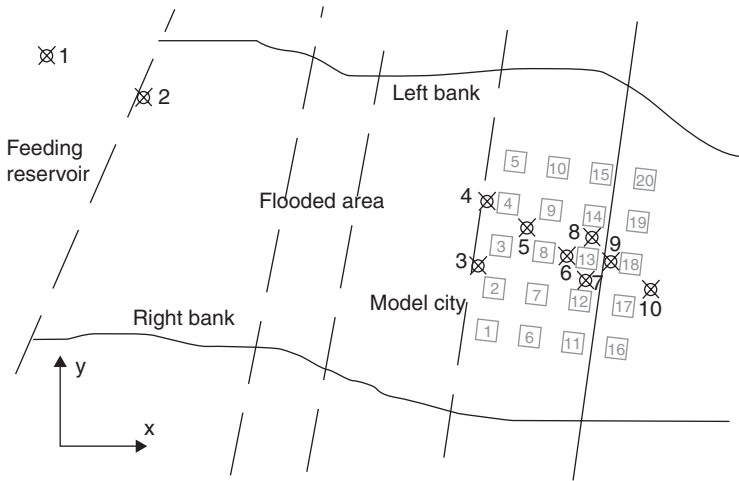 1
2
Left bank
Feeding
reservoir
5 10 15 20
4 4 9 14 19
Flooded area
5 8 9
3 3 8 13 18
6 7
2 7 12 17 10
Model city
Right bank
1 6 11 16
y
x